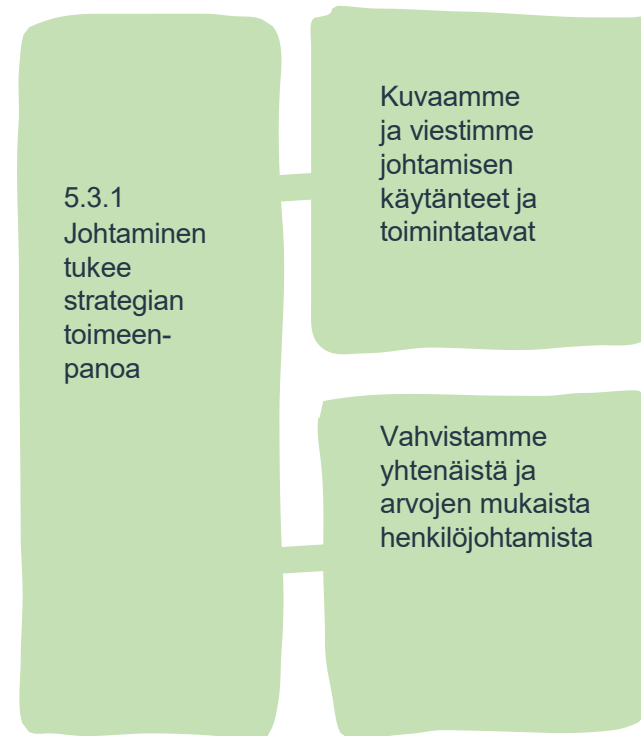 5.3.1
Johtaminen
tukee
strategian
toimeen-
panoa
Kuvaamme
ja viestimme
johtamisen
käytänteet ja
toimintatavat
Vahvistamme
yhtenäistä ja
arvojen mukaista
henkilöjohtamista